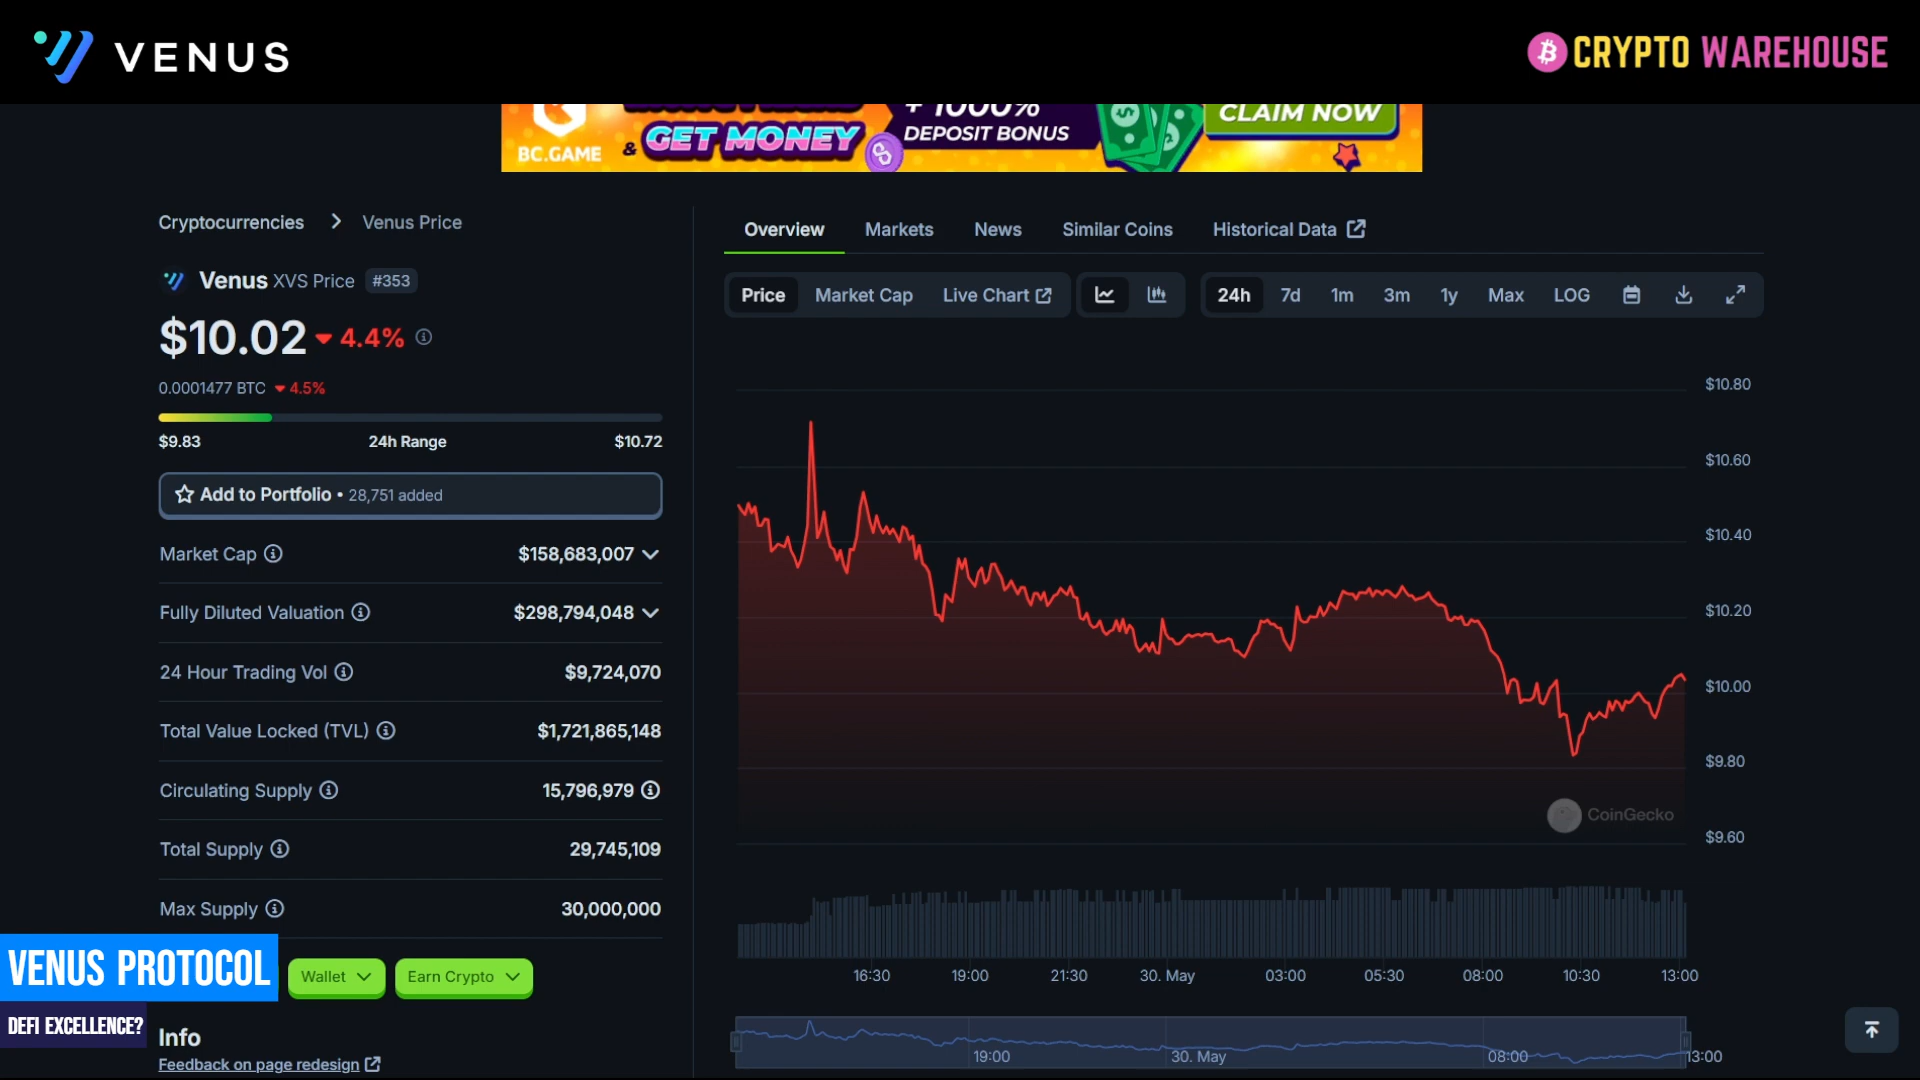 VENUS
CRYPTO WAREHOUSE
+ 1000%
CLAIM NOW
& GET MONEY
DEPOSIT BONUS
BC.GAME
Cryptocurrencies > Venus Price
Venus XVS Price #353
$10.02 4.4%
0.0001477 BTC 4.5%
$9.83 24h Range $10.72
Add to Portfolio • 28,751 added
Market Cap $158,683,007
Fully Diluted Valuation $298,794,048
24 Hour Trading Vol $9,724,070
Total Value Locked (TVL) $1,721,865,148
Circulating Supply 15,796,979
Total Supply 29,745,109
Max Supply 30,000,000
VENUS PROTOCOL
Wallet
Earn Crypto
DEFI EXCELLENCE?
Info
Feedback on page redesign
Overview Markets News Similar Coins Historical Data
Price Market Cap Live Chart 24h 7d 1m 3m 1y Max LOG
$10.80
$10.60
$10.40
$10.20
$10.00
$9.80
$9.60
CoinGecko
16:30 19:00 21:30 30. May 03:00 05:30 08:00 10:30 13:00
19:00 30. May 08:00 13:00